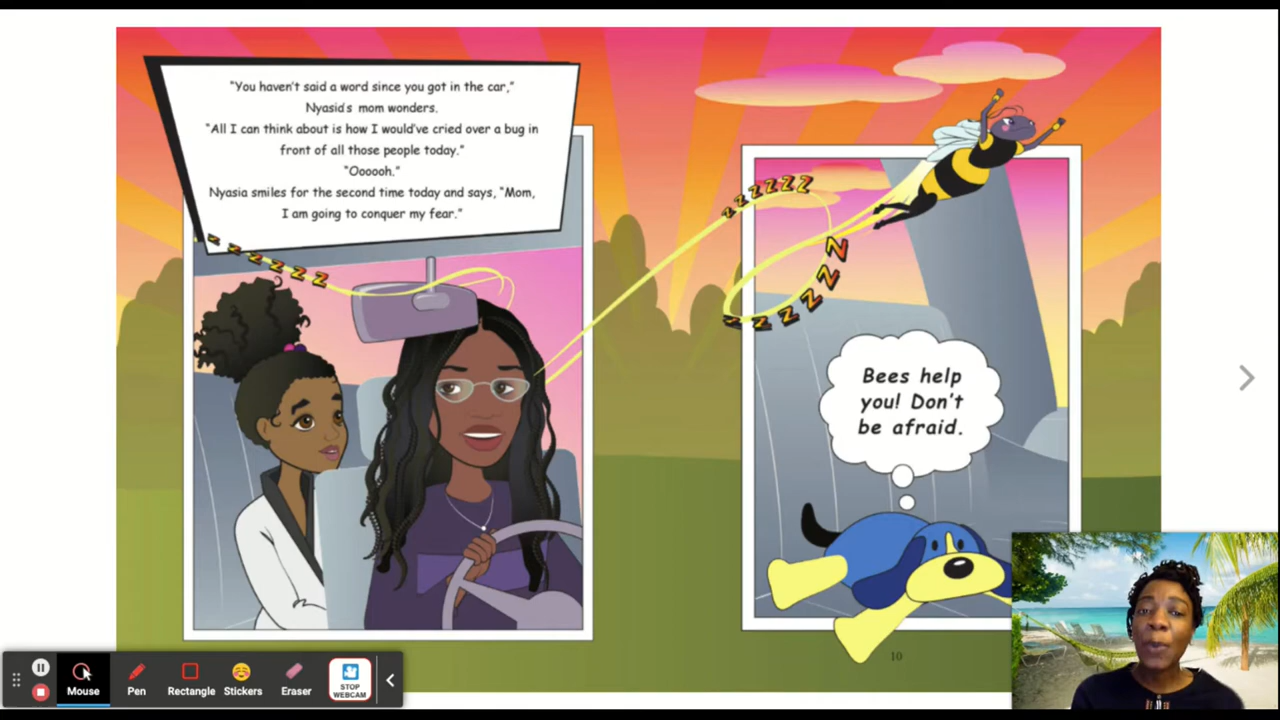 "You haven't said a word since you got in the car,"
Nyasia's mom wonders.
"All I can think about is how I would've cried over a bug in
front of all those people today."
"Oooooh."
Nyasia smiles for the second time today and says, "Mom,
I am going to conquer my fear."
z z z z z z
z z z z z z
z z z z z z z
Bees help
you! Don't
be afraid.
10
Mouse
Pen
Rectangle
Stickers
Eraser
STOP
WEBCAM